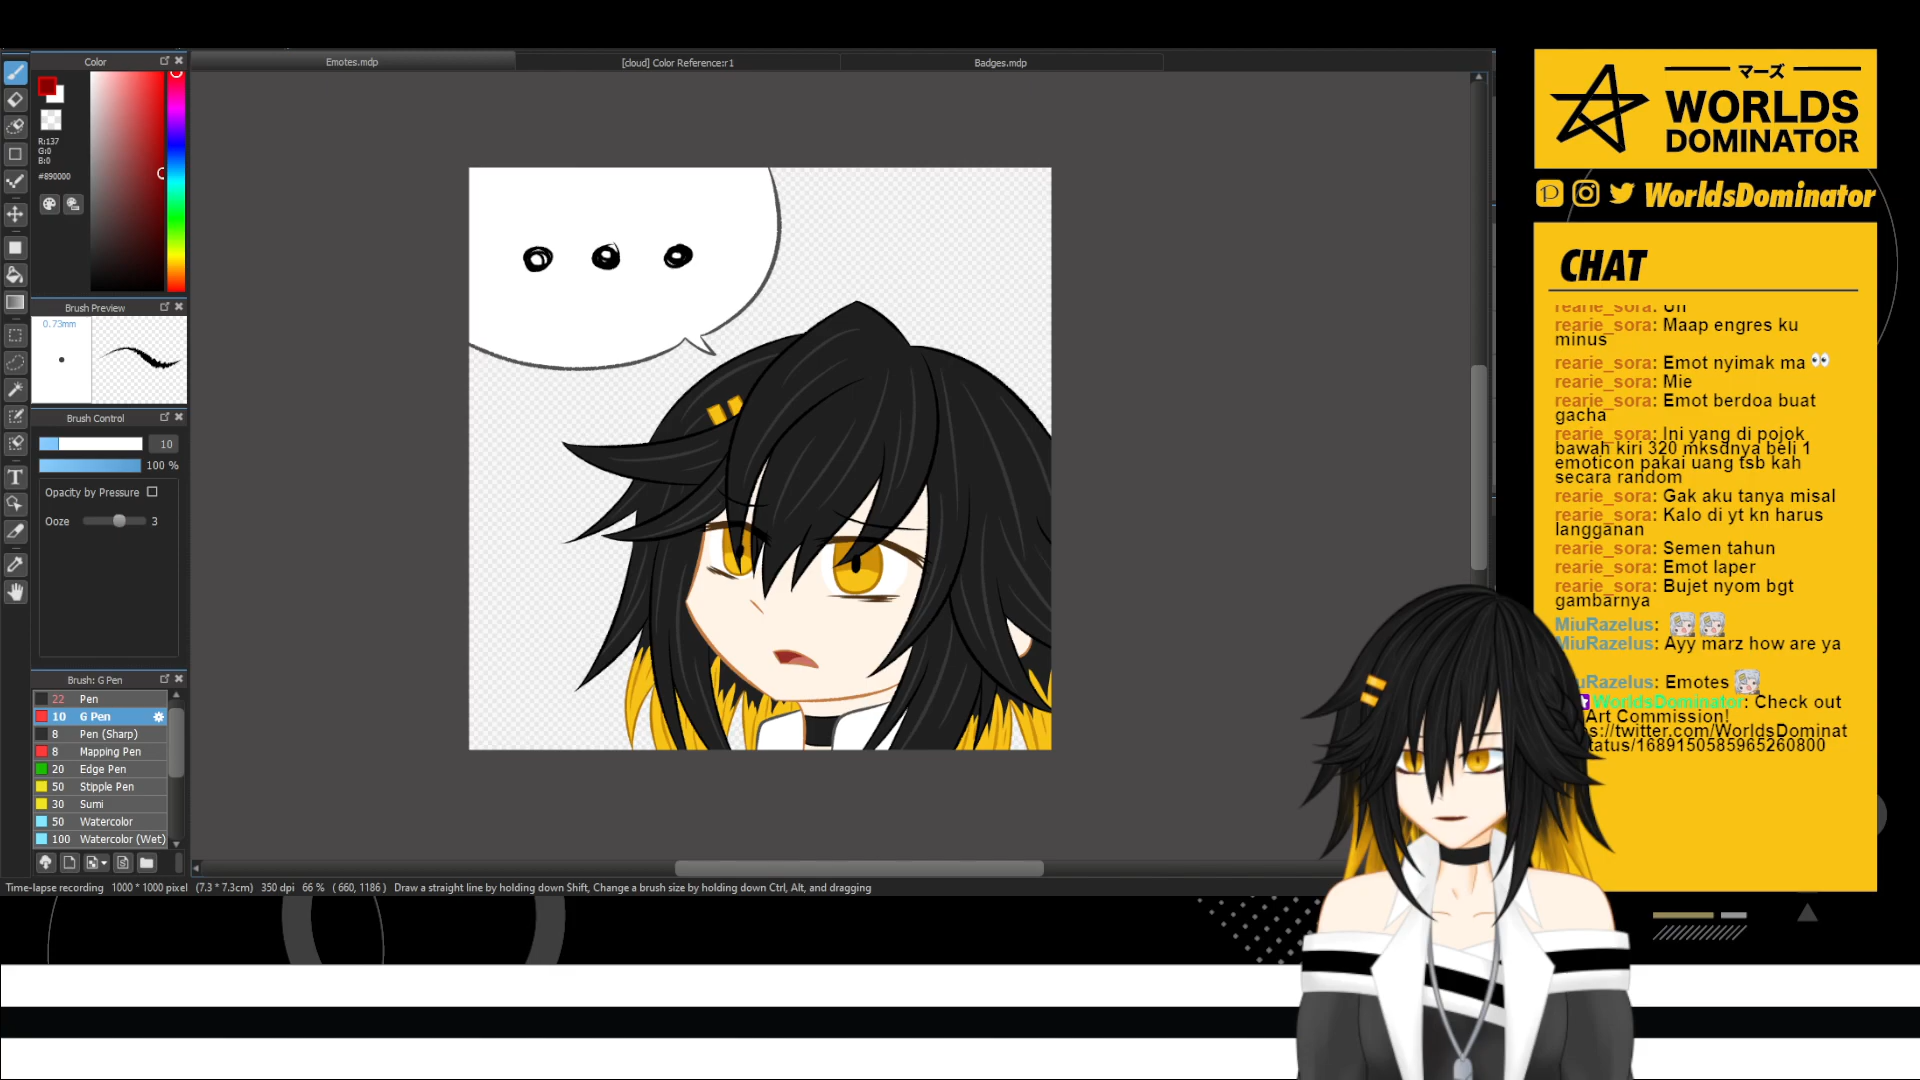 Color
Emotes.mdp
[cloud] Color Reference:r1
Badges.mdp
R:137
G:0
B:0
#890000
Brush Preview
0.73mm
Brush Control
10
100 %
Opacity by Pressure
Ooze
3
Brush: G Pen
22 Pen
10 G Pen
8 Pen (Sharp)
8 Mapping Pen
20 Edge Pen
50 Stipple Pen
30 Sumi
50 Watercolor
100 Watercolor (Wet)
Time-lapse recording 1000 * 1000 pixel (7.3 * 7.3cm) 350 dpi 66 % ( 660, 1186 ) Draw a straight line by holding down Shift, Change a brush size by holding down Ctrl, Alt, and dragging
マーズ
WORLDS
DOMINATOR
WorldsDominator
CHAT
rearie_sora:
rearie_sora: Maap engres ku
minus
rearie_sora: Emot nyimak ma 👀
rearie_sora: Mie
rearie_sora: Emot berdoa buat
gacha
rearie_sora: Ini yang di pojok
bawah kiri 320 mksdnya beli 1
emoticon pakai uang tsb kah
secara random
rearie_sora: Gak aku tanya misal
rearie_sora: Kalo di yt kn harus
langganan
rearie_sora: Semen tahun
rearie_sora: Emot laper
rearie_sora: Bujet nyom bgt
gambarnya
MiuRazelus:
MiuRazelus: Ayy marz how are ya
uRazelus: Emotes
WorldsDominator: Check out
Art Commission!
s://twitter.com/WorldsDominat
tatus/1689150585965260800